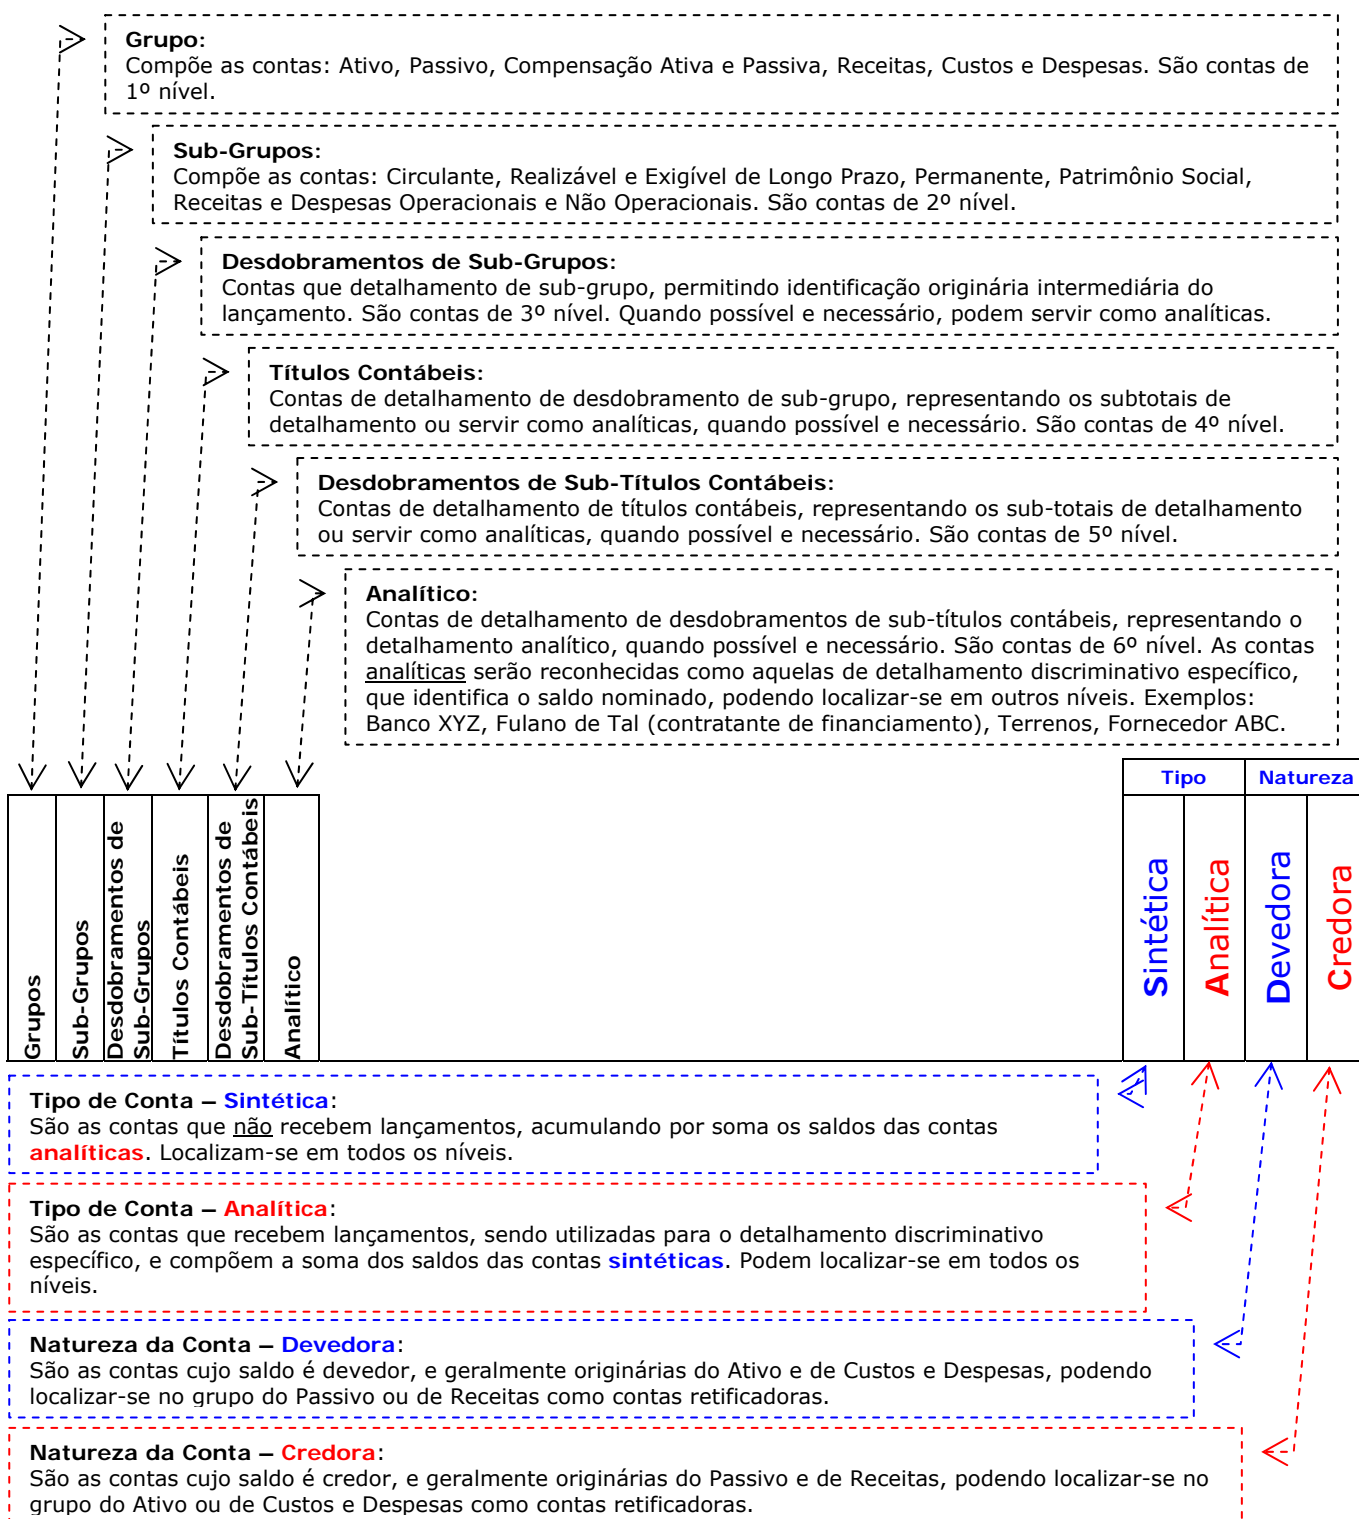 Grupo:
Compõe as contas: Ativo, Passivo, Compensação Ativa e Passiva, Receitas, Custos e Despesas. São contas de
1º nível.
Sub-Grupos:
Compõe as contas: Circulante, Realizável e Exigível de Longo Prazo, Permanente, Patrimônio Social,
Receitas e Despesas Operacionais e Não Operacionais. São contas de 2º nível.
Desdobramentos de Sub-Grupos:
Contas que detalhamento de sub-grupo, permitindo identificação originária intermediária do
lançamento. São contas de 3º nível. Quando possível e necessário, podem servir como analíticas.
Títulos Contábeis:
Contas de detalhamento de desdobramento de sub-grupo, representando os subtotais de
detalhamento ou servir como analíticas, quando possível e necessário. São contas de 4º nível.
Desdobramentos de Sub-Títulos Contábeis:
Contas de detalhamento de títulos contábeis, representando os sub-totais de detalhamento
ou servir como analíticas, quando possível e necessário. São contas de 5º nível.
Analítico:
Contas de detalhamento de desdobramentos de sub-títulos contábeis, representando o
detalhamento analítico, quando possível e necessário. São contas de 6º nível. As contas
analíticas serão reconhecidas como aquelas de detalhamento discriminativo específico,
que identifica o saldo nominado, podendo localizar-se em outros níveis. Exemplos:
Banco XYZ, Fulano de Tal (contratante de financiamento), Terrenos, Fornecedor ABC.
Tipo
Natureza
Grupos
Sub-Grupos
Desdobramentos de
Sub-Grupos
Títulos Contábeis
Desdobramentos de
Sub-Títulos Contábeis
Analítico
Sintética
Analítica
Devedora
Credora
Tipo de Conta – Sintética:
São as contas que não recebem lançamentos, acumulando por soma os saldos das contas
analíticas. Localizam-se em todos os níveis.
Tipo de Conta – Analítica:
São as contas que recebem lançamentos, sendo utilizadas para o detalhamento discriminativo
específico, e compõem a soma dos saldos das contas sintéticas. Podem localizar-se em todos os
níveis.
Natureza da Conta – Devedora:
São as contas cujo saldo é devedor, e geralmente originárias do Ativo e de Custos e Despesas, podendo
localizar-se no grupo do Passivo ou de Receitas como contas retificadoras.
Natureza da Conta – Credora:
São as contas cujo saldo é credor, e geralmente originárias do Passivo e de Receitas, podendo localizar-se no
grupo do Ativo ou de Custos e Despesas como contas retificadoras.